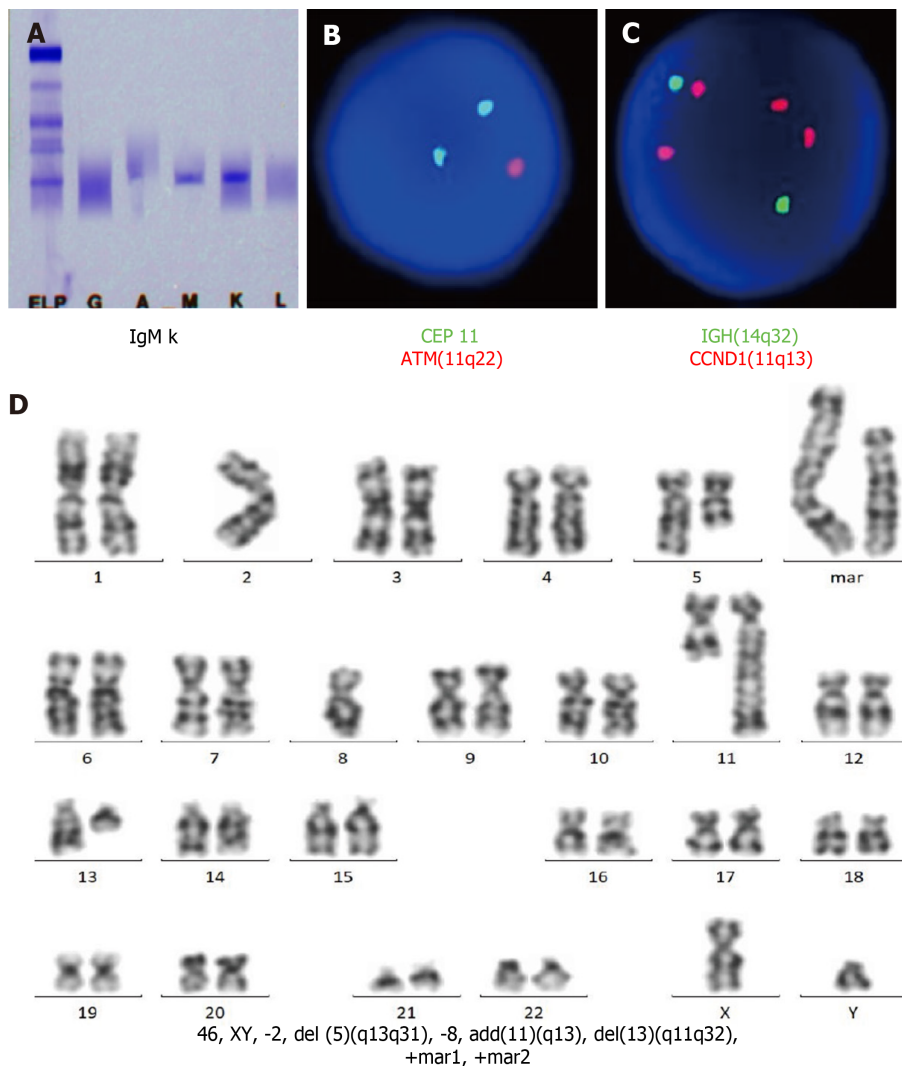 A
B
C
ELP G A M K L
IgM k
CEP 11
ATM(11q22)
IGH(14q32)
CCND1(11q13)
D
1 2 3 4 5 mar
6 7 8 9 10 11 12
13 14 15 16 17 18
19 20 21 22 X Y
46, XY, -2, del (5)(q13q31), -8, add(11)(q13), del(13)(q11q32),
+mar1, +mar2